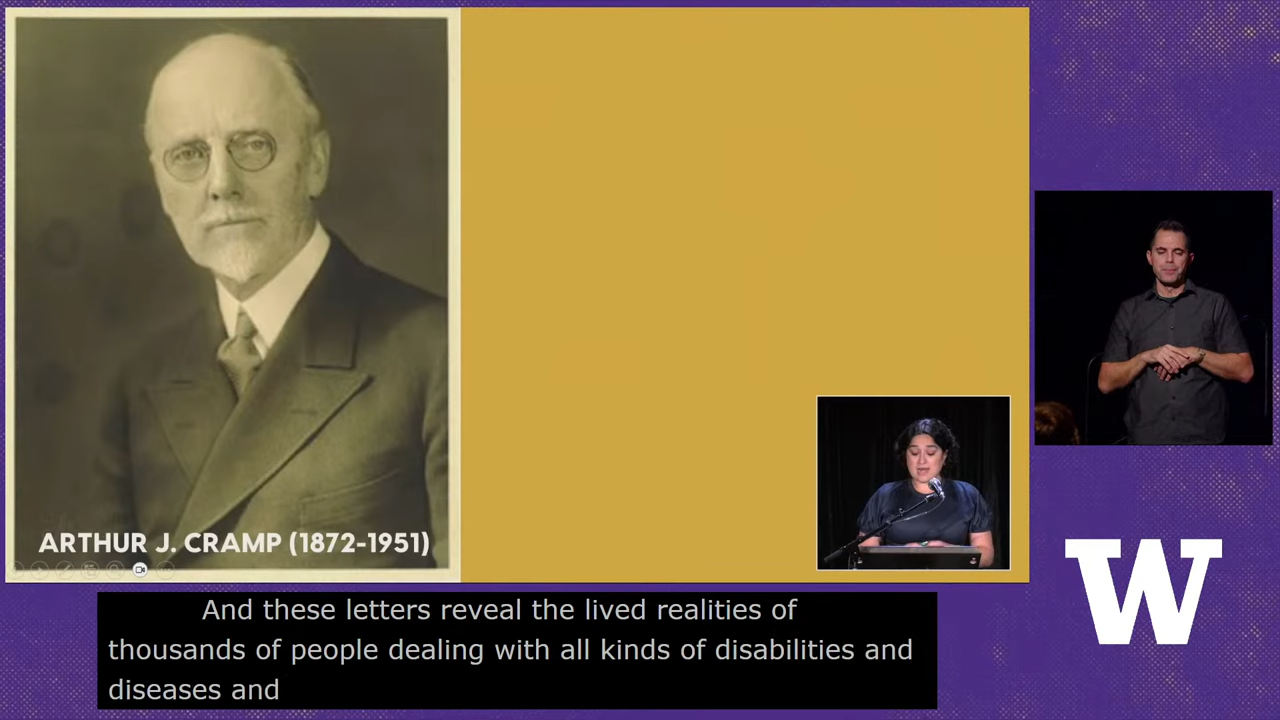 ARTHUR J. CRAMP (1872-1951)
W
And these letters reveal the lived realities of
thousands of people dealing with all kinds of disabilities and
diseases and